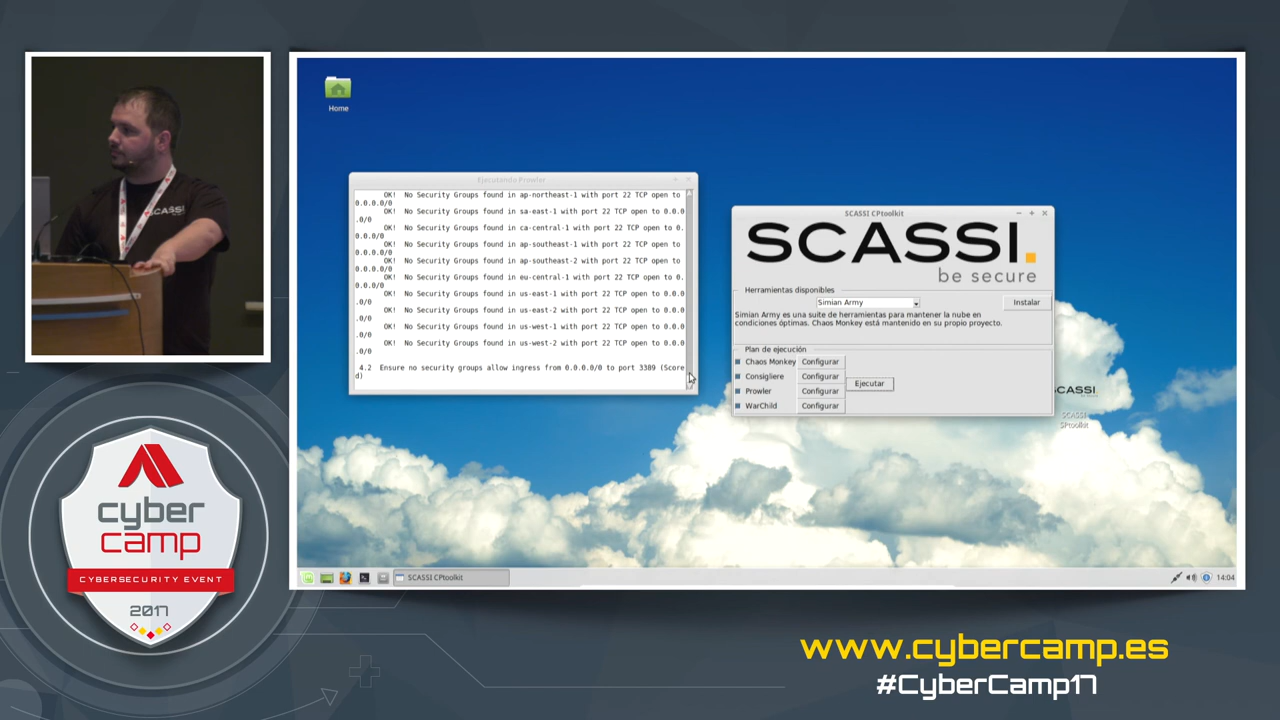 Home
Ejecutando Prowler
OK! No Security Groups found in ap-northeast-1 with port 22 TCP open to
0.0.0.0/0
OK! No Security Groups found in sa-east-1 with port 22 TCP open to 0.0.0
.0/0
OK! No Security Groups found in ca-central-1 with port 22 TCP open to 0.
0.0.0/0
OK! No Security Groups found in ap-southeast-1 with port 22 TCP open to
0.0.0.0/0
OK! No Security Groups found in ap-southeast-2 with port 22 TCP open to
0.0.0.0/0
OK! No Security Groups found in eu-central-1 with port 22 TCP open to 0.
0.0.0/0
OK! No Security Groups found in us-east-1 with port 22 TCP open to 0.0.0
.0/0
OK! No Security Groups found in us-east-2 with port 22 TCP open to 0.0.0
.0/0
OK! No Security Groups found in us-west-1 with port 22 TCP open to 0.0.0
.0/0
OK! No Security Groups found in us-west-2 with port 22 TCP open to 0.0.0
.0/0
4.2 Ensure no security groups allow ingress from 0.0.0.0/0 to port 3389 (Score
d)
SCASSI CPtoolkit
SCASSI.
be secure
Herramientas disponibles
Simian Army
Instalar
Simian Army es una suite de herramientas para mantener la nube en
condiciones óptimas. Chaos Monkey está mantenido en su propio proyecto.
Plan de ejecución
Chaos Monkey Configurar
Consigliere Configurar
Ejecutar
Prowler Configurar
WarChild Configurar
CASSI
SCASSI
CPtoolkit
SCASSI CPtoolkit
14:04
SCASSI
cyber
camp
CYBERSECURITY EVENT
2017
www.cybercamp.es
#CyberCamp17